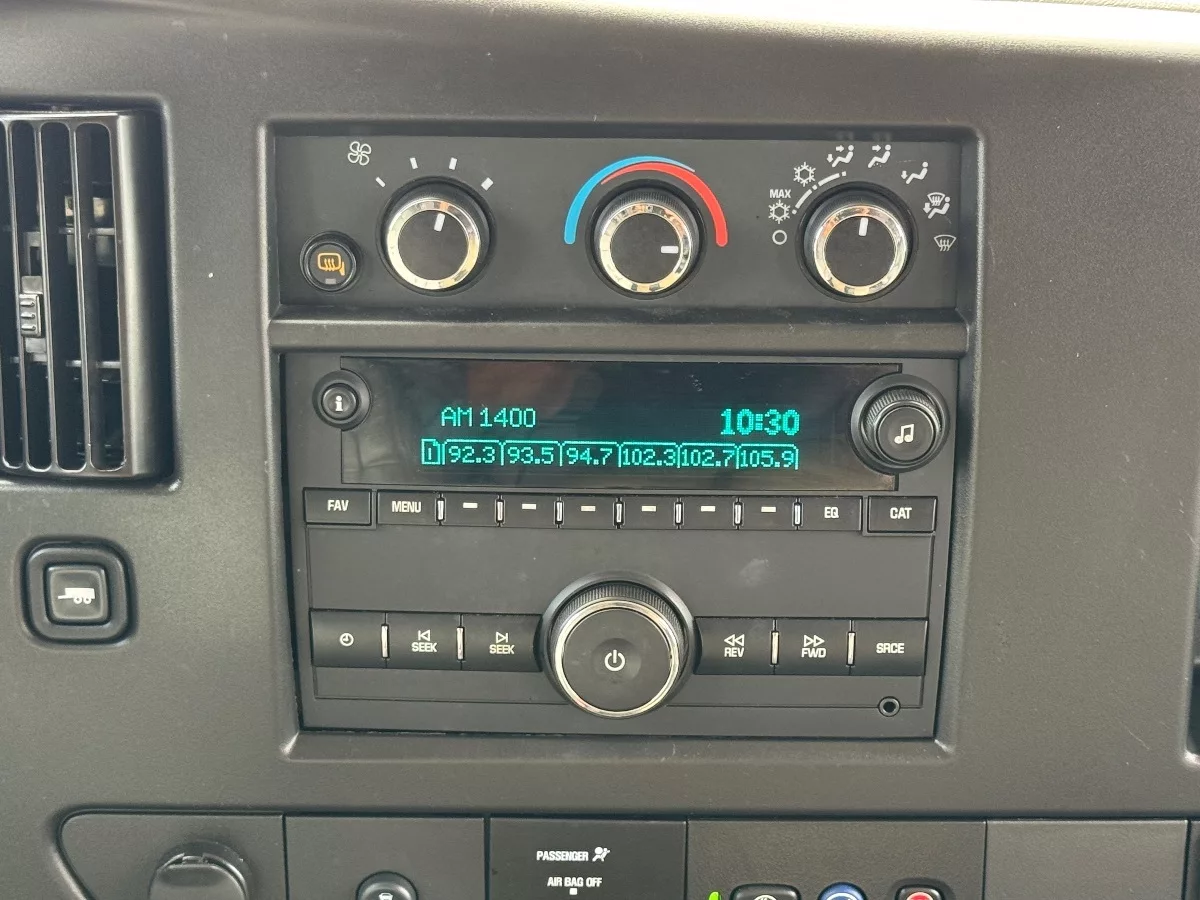 MAX
i
AM 1400 10:30
1 92.3 93.5 94.7 102.3 102.7 105.9
FAV MENU EQ CAT
SEEK SEEK REV FWD SRCE
PASSENGER
AIR BAG OFF